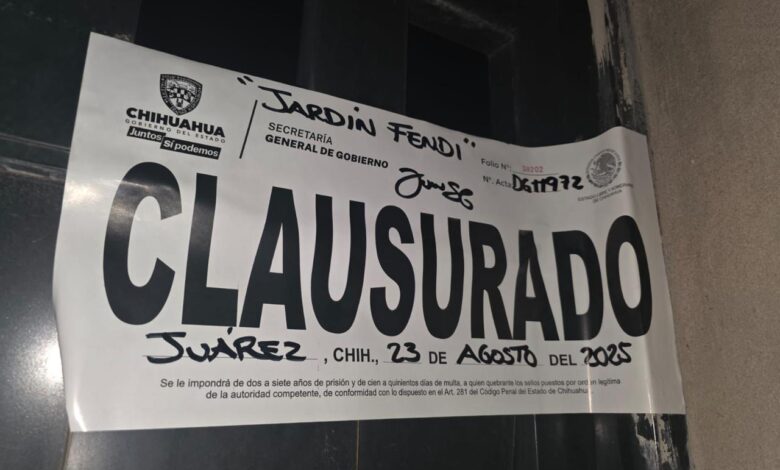 "JARDIN FENDI"
CHIHUAHUA
GOBIERNO DEL ESTADO
Juntos Sí podemos
SECRETARÍA
GENERAL DE GOBIERNO
Folio N°:
N°. Acta: DG11972
CLAUSURADO
JUÁREZ, CHIH., 23 DE AGOSTO DEL 2025
Se le impondrá de dos a siete años de prisión y de cien a quinientos días de multa, a quien quebrante los sellos puestos por orden legítima
de la autoridad competente, de conformidad con lo dispuesto en el Art. 281 del Código Penal del Estado de Chihuahua.